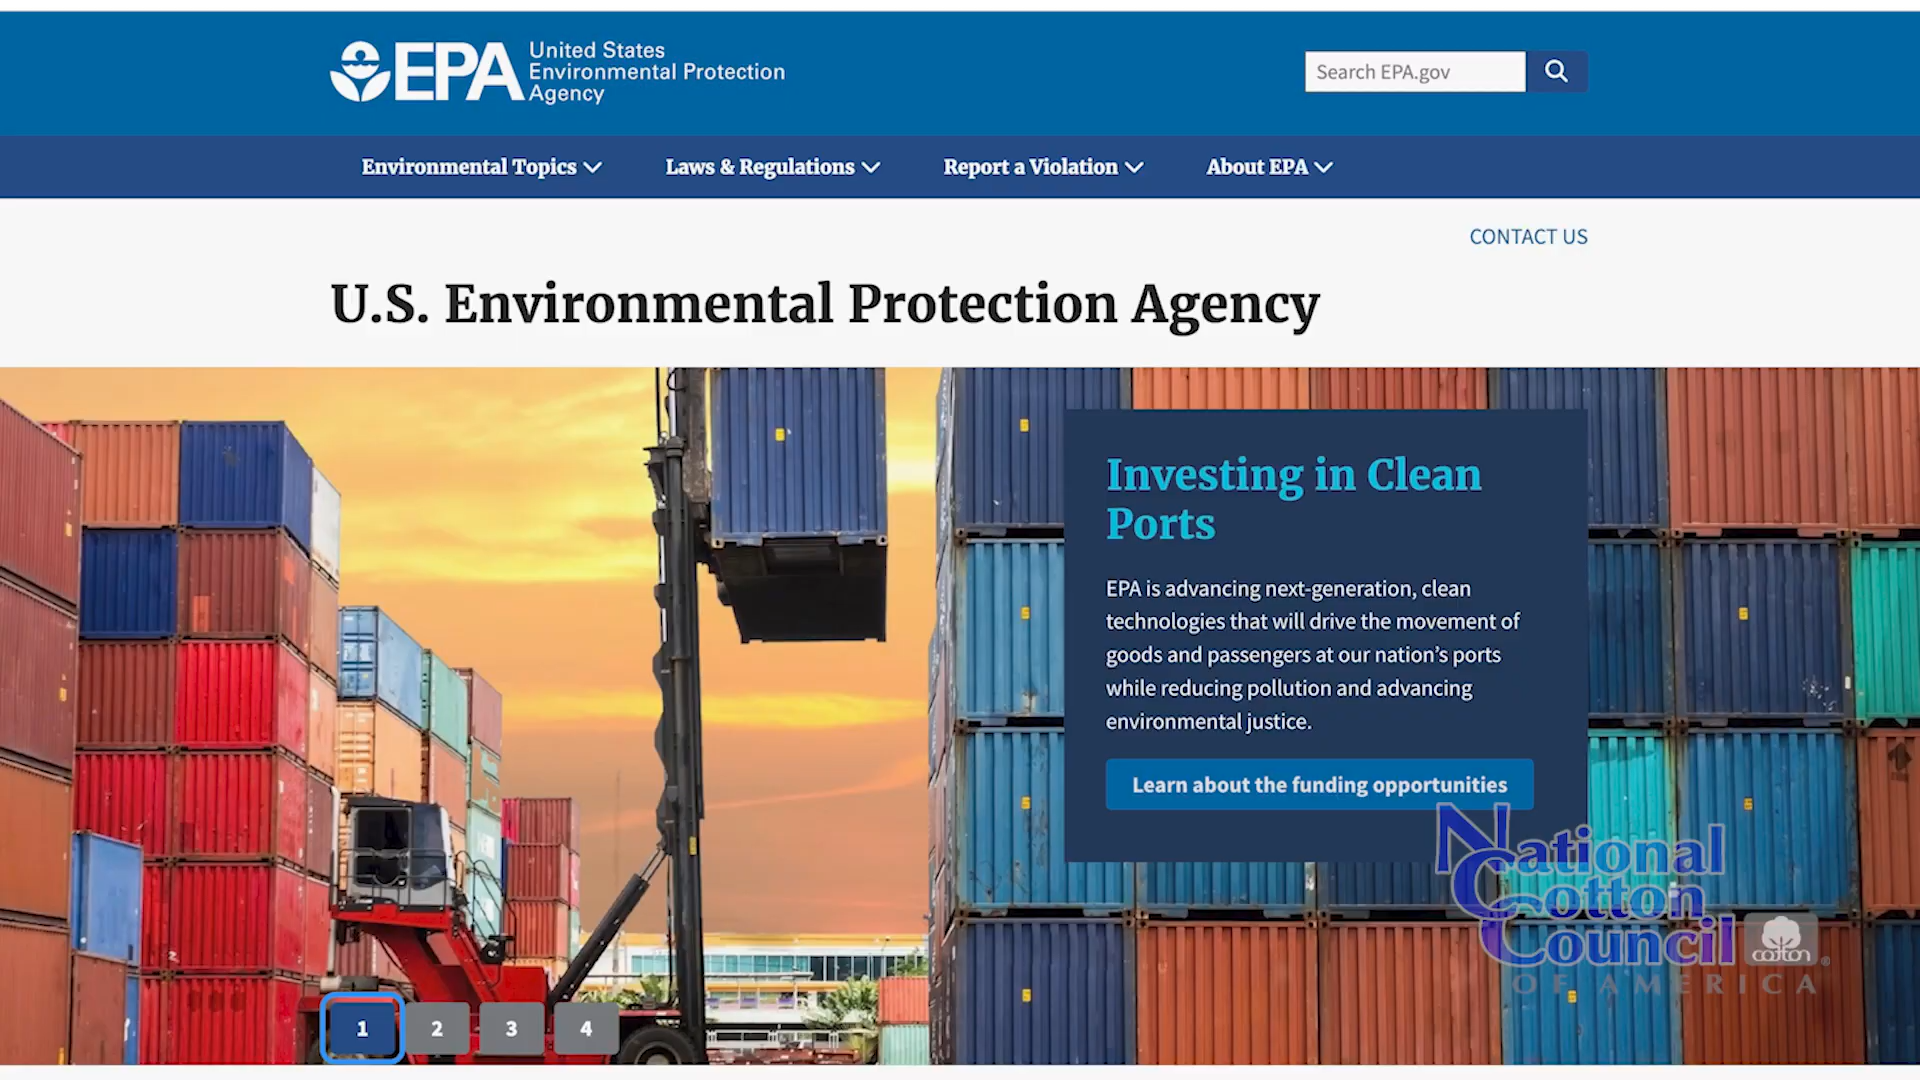 EPA
United States
Environmental Protection
Agency
Search EPA.gov
Environmental Topics
Laws & Regulations
Report a Violation
About EPA
CONTACT US
U.S. Environmental Protection Agency
Investing in Clean
Ports
EPA is advancing next-generation, clean
technologies that will drive the movement of
goods and passengers at our nation's ports
while reducing pollution and advancing
environmental justice.
Learn about the funding opportunities
National
Cotton
Council
cotton®
OF AMERICA
1 2 3 4